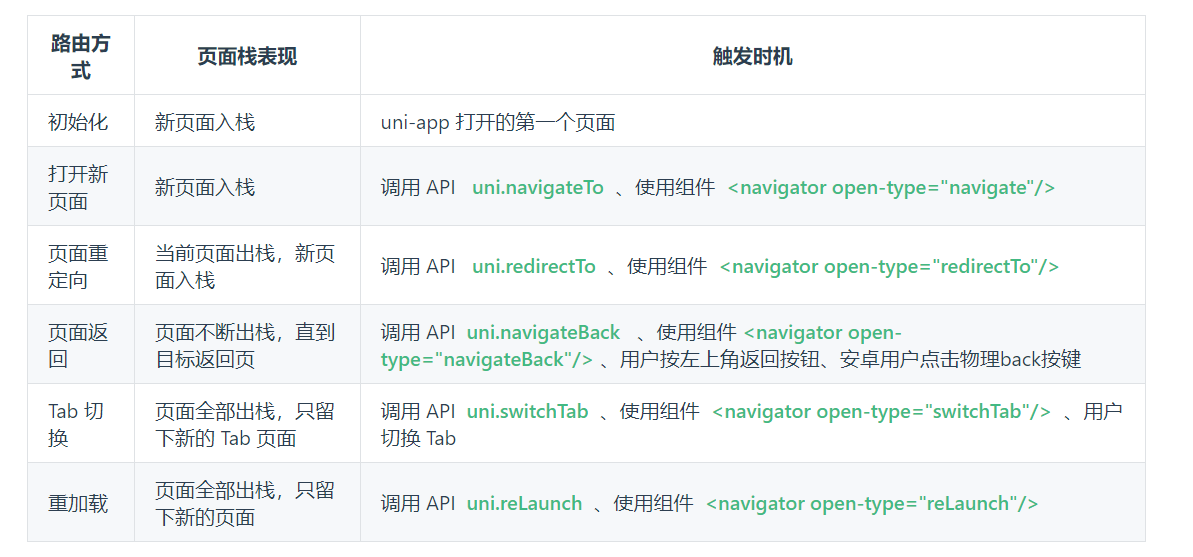 路由方
式
页面栈表现
触发时机
初始化
新页面入栈
uni-app 打开的第一个页面
打开新
页面
新页面入栈
调用 API uni.navigateTo 、使用组件 <navigator open-type="navigate"/>
页面重
定向
当前页面出栈，新页
面入栈
调用 API uni.redirectTo 、使用组件 <navigator open-type="redirectTo"/>
页面返
回
页面不断出栈，直到
目标返回页
调用 API uni.navigateBack 、使用组件 <navigator open-
type="navigateBack"/> 、用户按左上角返回按钮、安卓用户点击物理back按键
Tab 切
换
页面全部出栈，只留
下新的 Tab 页面
调用 API uni.switchTab 、使用组件 <navigator open-type="switchTab"/> 、用户
切换 Tab
重加载
页面全部出栈，只留
下新的页面
调用 API uni.reLaunch 、使用组件 <navigator open-type="reLaunch"/>